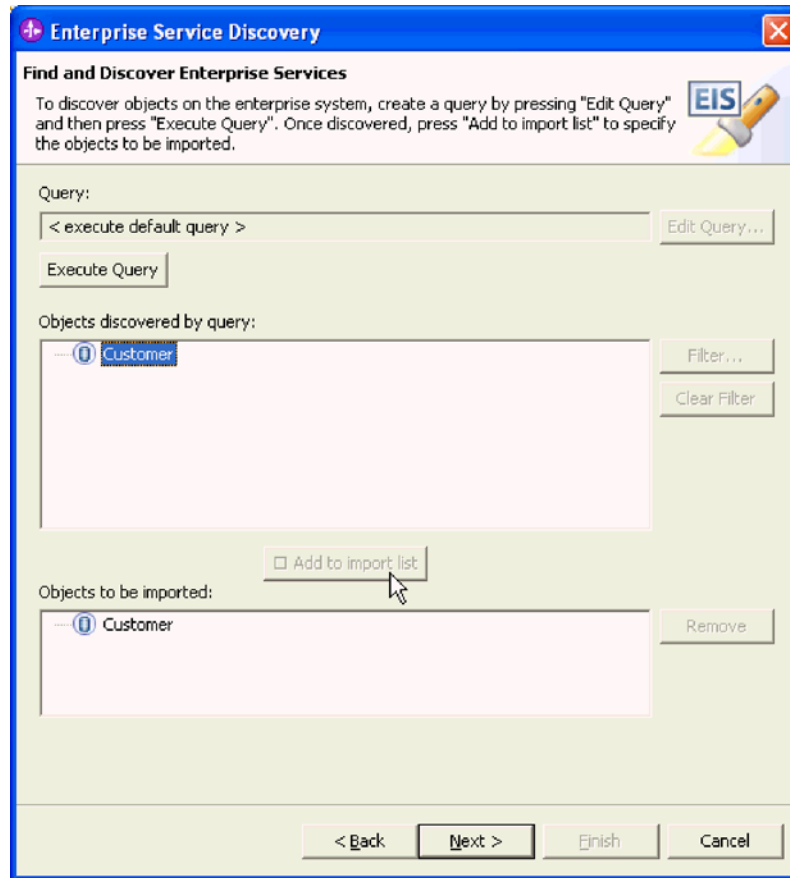 Enterprise Service Discovery
Find and Discover Enterprise Services
To discover objects on the enterprise system, create a query by pressing "Edit Query"
and then press "Execute Query". Once discovered, press "Add to import list" to specify
the objects to be imported.
EIS
Query:
< execute default query >
Edit Query...
Execute Query
Objects discovered by query:
Customer
Filter...
Clear Filter
Add to import list
Objects to be imported:
Customer
Remove
< Back
Next >
Finish
Cancel